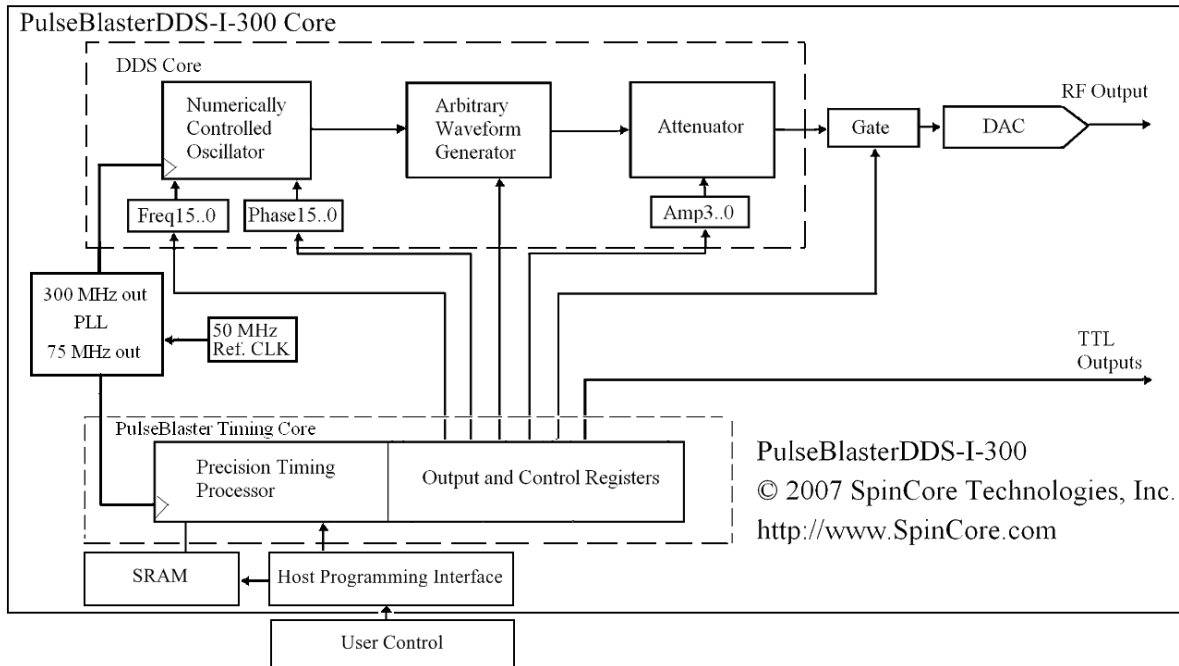 PulseBlasterDDS-I-300 Core
DDS Core
Numerically
Controlled
Oscillator
Arbitrary
Waveform
Generator
Attenuator
Gate
DAC
RF Output
Freq15..0
Phase15..0
Amp3..0
300 MHz out
PLL
75 MHz out
50 MHz
Ref. CLK
TTL
Outputs
PulseBlaster Timing Core
Precision Timing
Processor
Output and Control Registers
PulseBlasterDDS-I-300
© 2007 SpinCore Technologies, Inc.
http://www.SpinCore.com
SRAM
Host Programming Interface
User Control